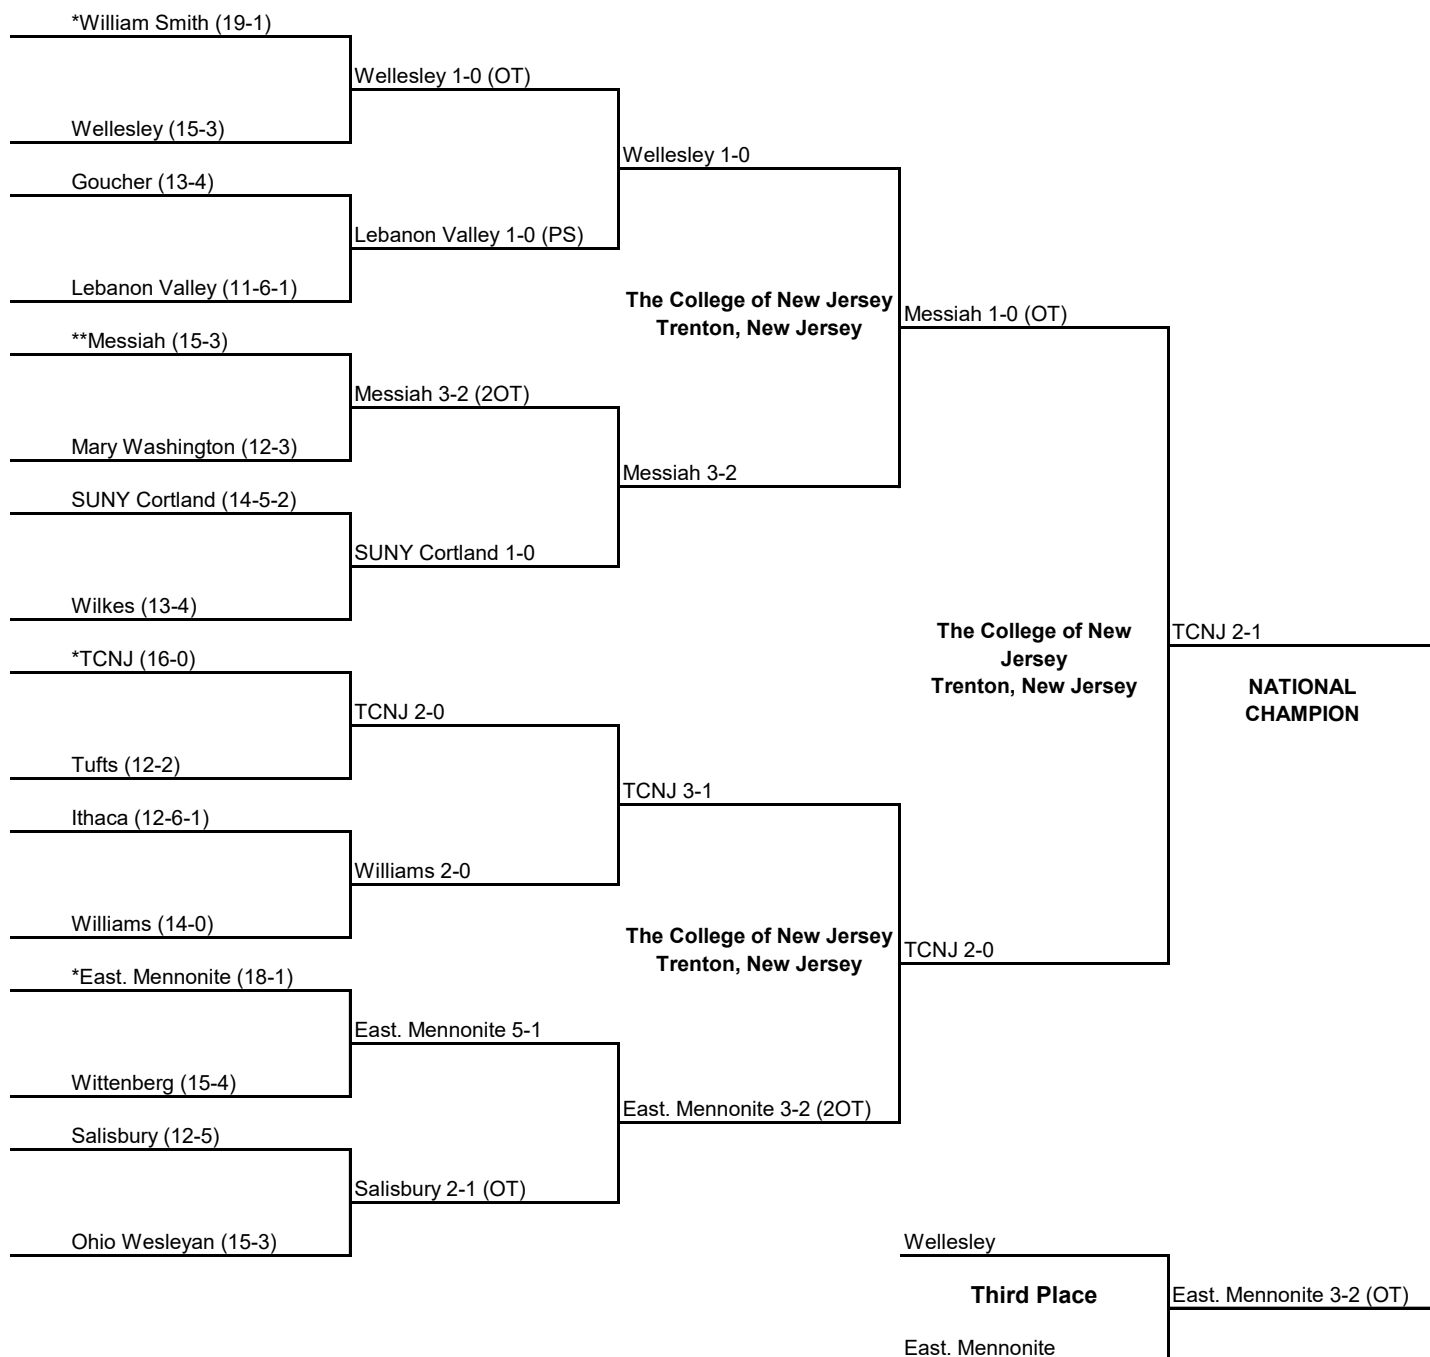 *William Smith (19-1)
Wellesley 1-0 (OT)
Wellesley (15-3)
Wellesley 1-0
Goucher (13-4)
Lebanon Valley 1-0 (PS)
Lebanon Valley (11-6-1)
The College of New Jersey
Trenton, New Jersey
Messiah 1-0 (OT)
**Messiah (15-3)
Messiah 3-2 (2OT)
Mary Washington (12-3)
Messiah 3-2
SUNY Cortland (14-5-2)
SUNY Cortland 1-0
Wilkes (13-4)
The College of New
Jersey
Trenton, New Jersey
TCNJ 2-1
NATIONAL
CHAMPION
*TCNJ (16-0)
TCNJ 2-0
Tufts (12-2)
TCNJ 3-1
Ithaca (12-6-1)
Williams 2-0
Williams (14-0)
The College of New Jersey
Trenton, New Jersey
TCNJ 2-0
*East. Mennonite (18-1)
East. Mennonite 5-1
Wittenberg (15-4)
East. Mennonite 3-2 (2OT)
Salisbury (12-5)
Salisbury 2-1 (OT)
Ohio Wesleyan (15-3)
Wellesley
Third Place
East. Mennonite 3-2 (OT)
East. Mennonite